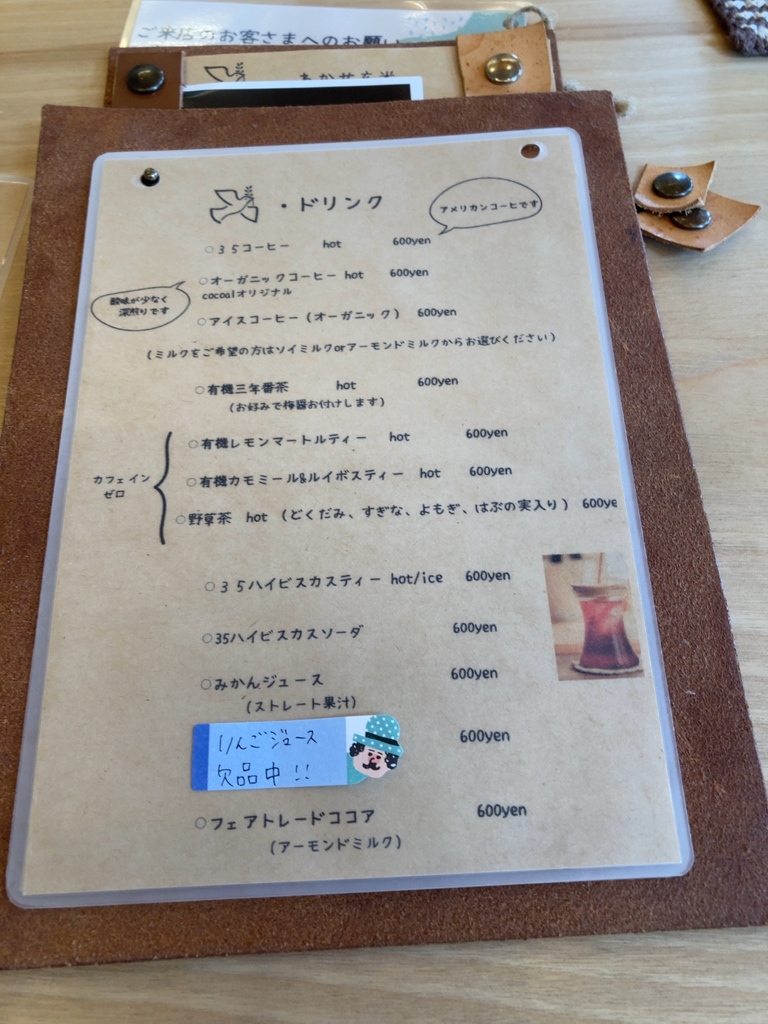 ご来店のお客さまへのお願い
・ドリンク
アメリカンコーヒです
○35コーヒー hot 600yen
○オーガニックコーヒー hot 600yen
cocoalオリジナル
酸味が少なく
深煎りです
○アイスコーヒー (オーガニック) 600yen
(ミルクをご希望の方はソイミルクorアーモンドミルクからお選びください)
○有機三年番茶 hot 600yen
(お好みで梅醤お付けします)
カフェイン
ゼロ
○有機レモンマートルティー hot 600yen
○有機カモミール&ルイボスティー hot 600yen
○野草茶 hot (どくだみ、すぎな、よもぎ、はぶの実入り) 600ye
○35ハイビスカスティー hot/ice 600yen
○35ハイビスカスソーダ 600yen
○みかんジュース 600yen
(ストレート果汁)
りんごジュース 600yen
欠品中!!
○フェアトレードココア 600yen
(アーモンドミルク)